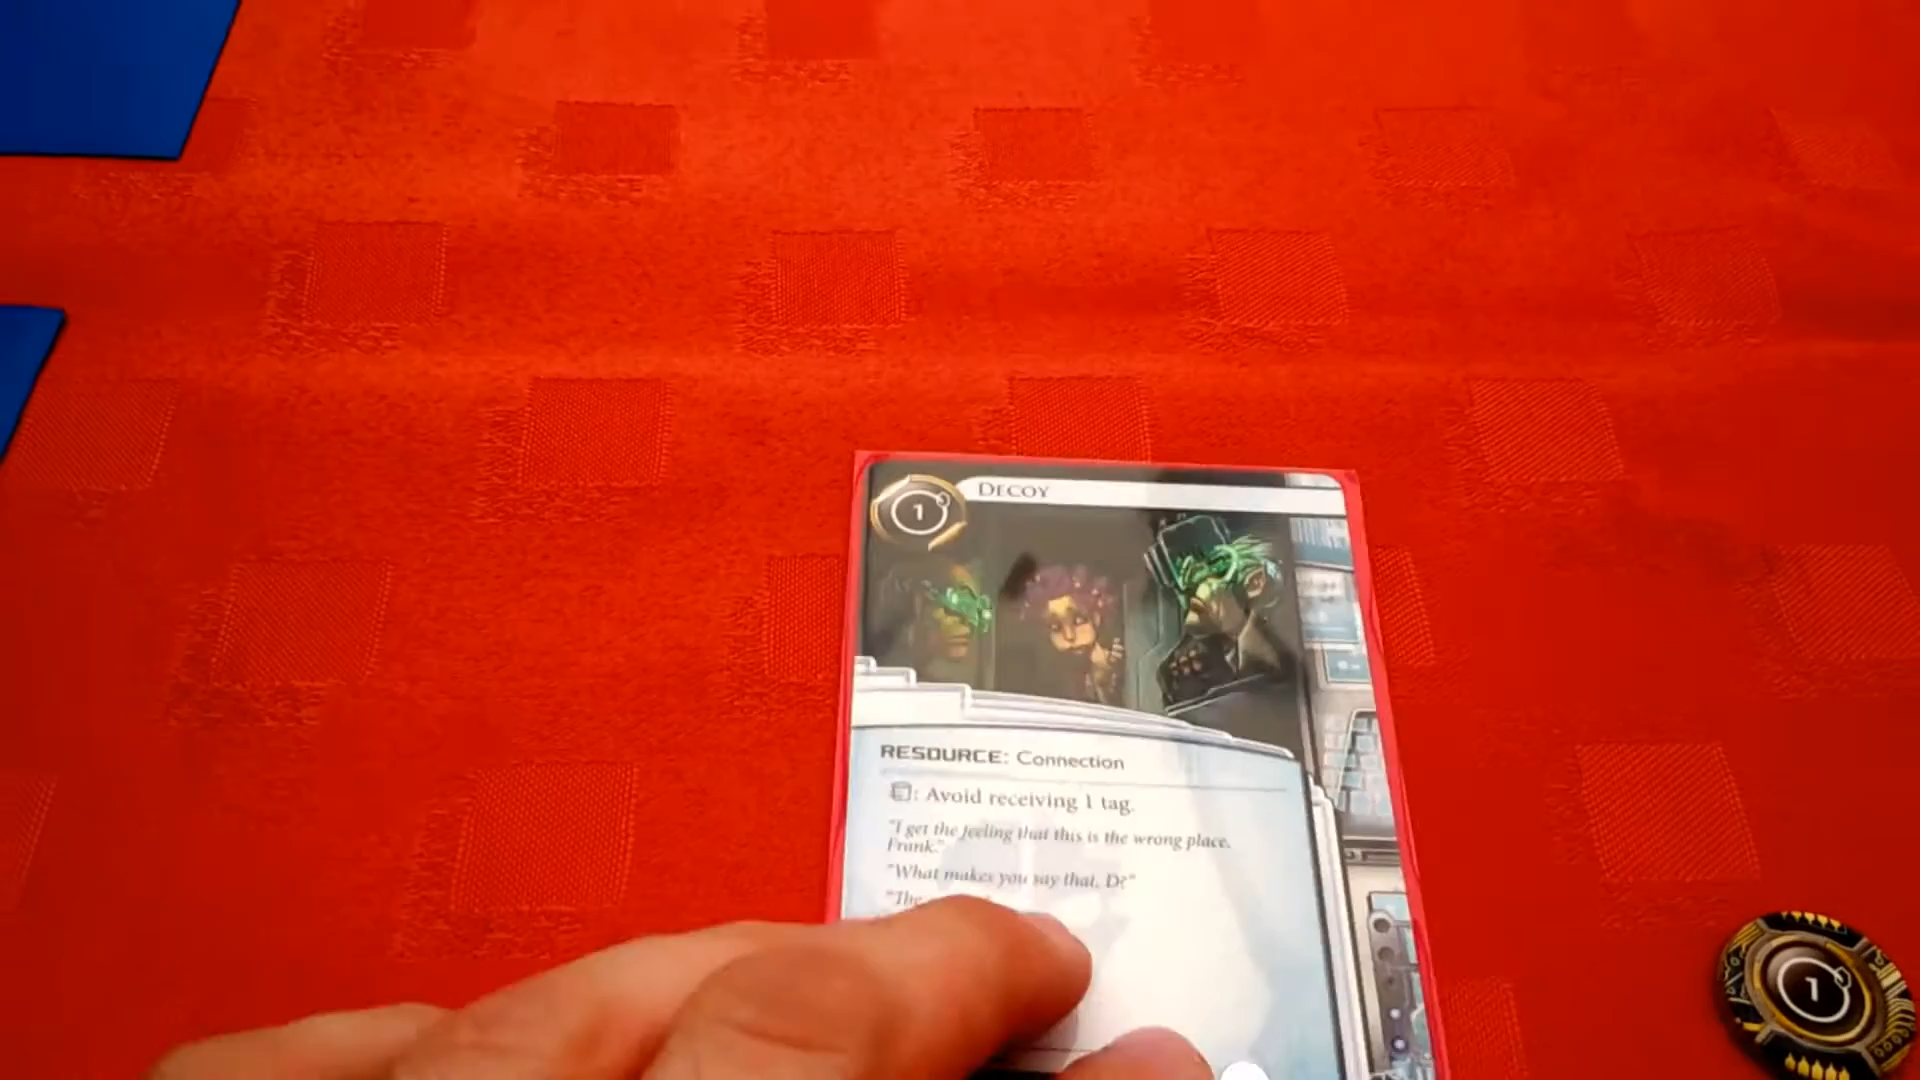 1
DECOY
RESOURCE: Connection
: Avoid receiving 1 tag.
"I get the feeling that this is the wrong place,
Frank."
"What makes you say that, D?"
"The
1